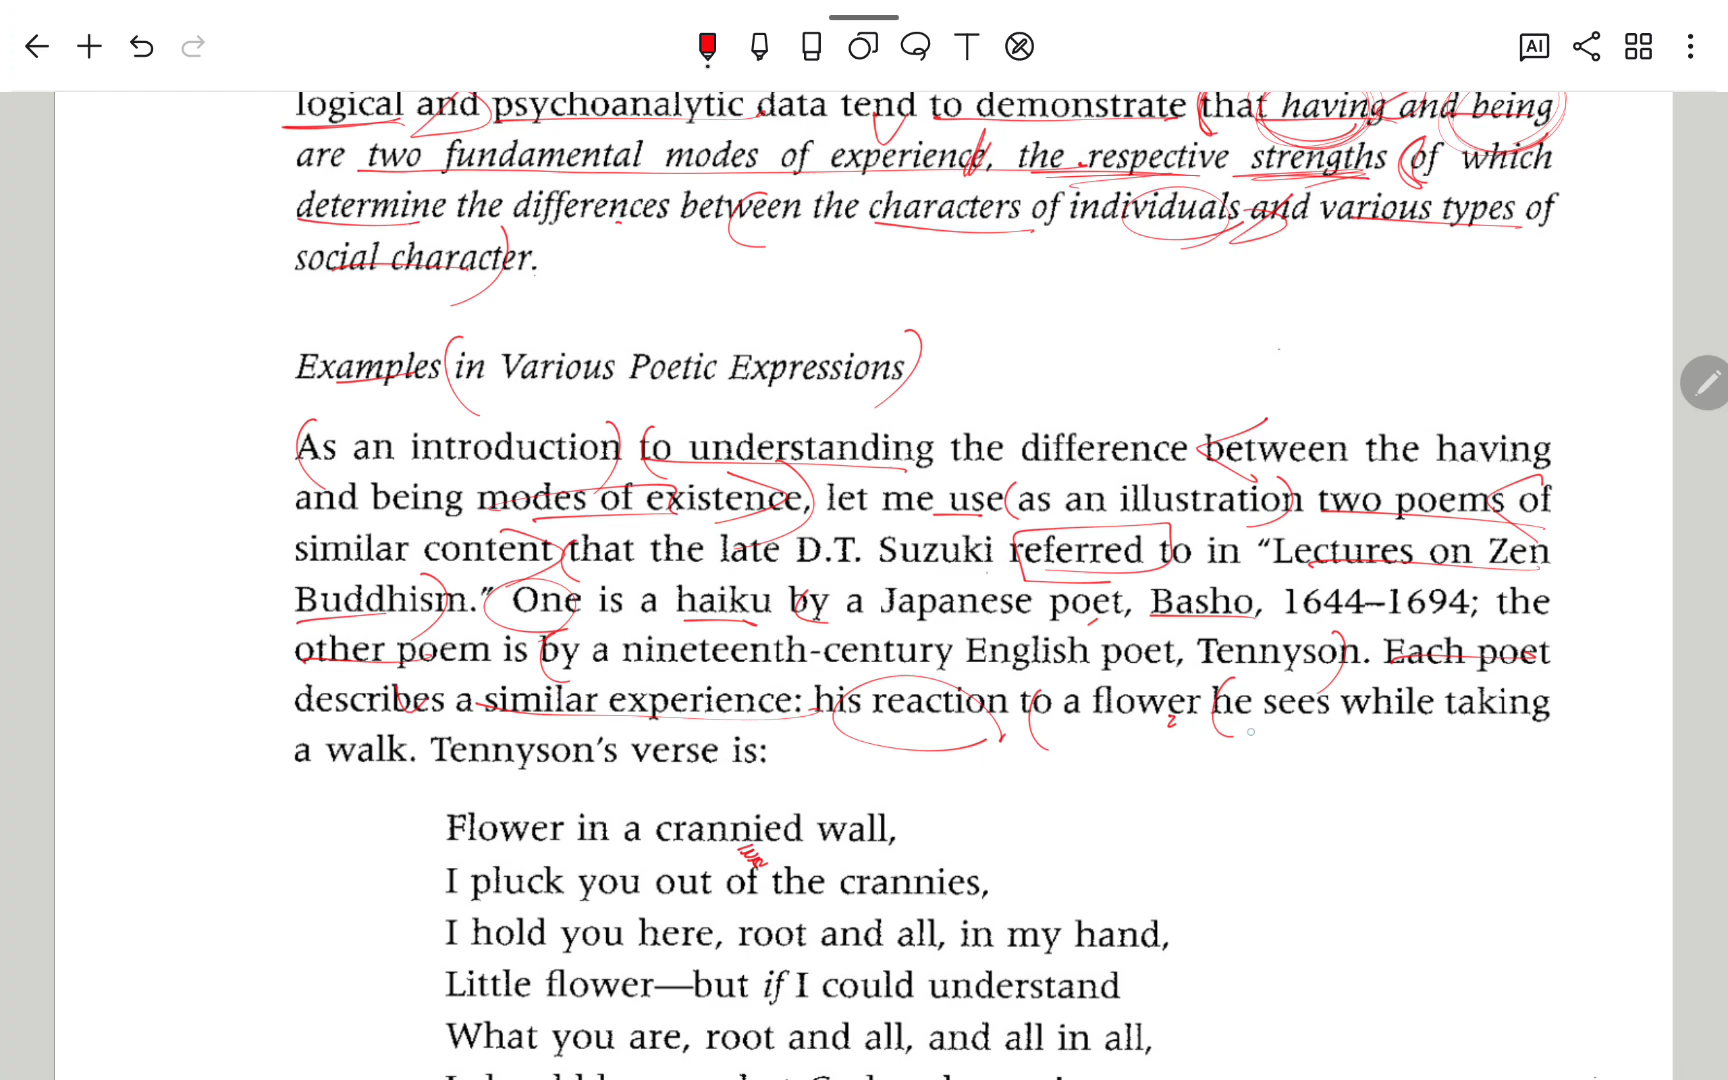 AI
logical and psychoanalytic data tend to demonstrate that having and being
are two fundamental modes of experience, the respective strengths of which
determine the differences between the characters of individuals and various types of
social character.
Examples in Various Poetic Expressions
As an introduction to understanding the difference between the having
and being modes of existence, let me use as an illustration two poems of
similar content that the late D.T. Suzuki referred to in “Lectures on Zen
Buddhism.” One is a haiku by a Japanese poet, Basho, 1644–1694; the
other poem is by a nineteenth-century English poet, Tennyson. Each poet
describes a similar experience: his reaction to a flower he sees while taking
a walk. Tennyson’s verse is:
Flower in a crannied wall,
I pluck you out of the crannies,
I hold you here, root and all, in my hand,
Little flower—but if I could understand
What you are, root and all, and all in all,